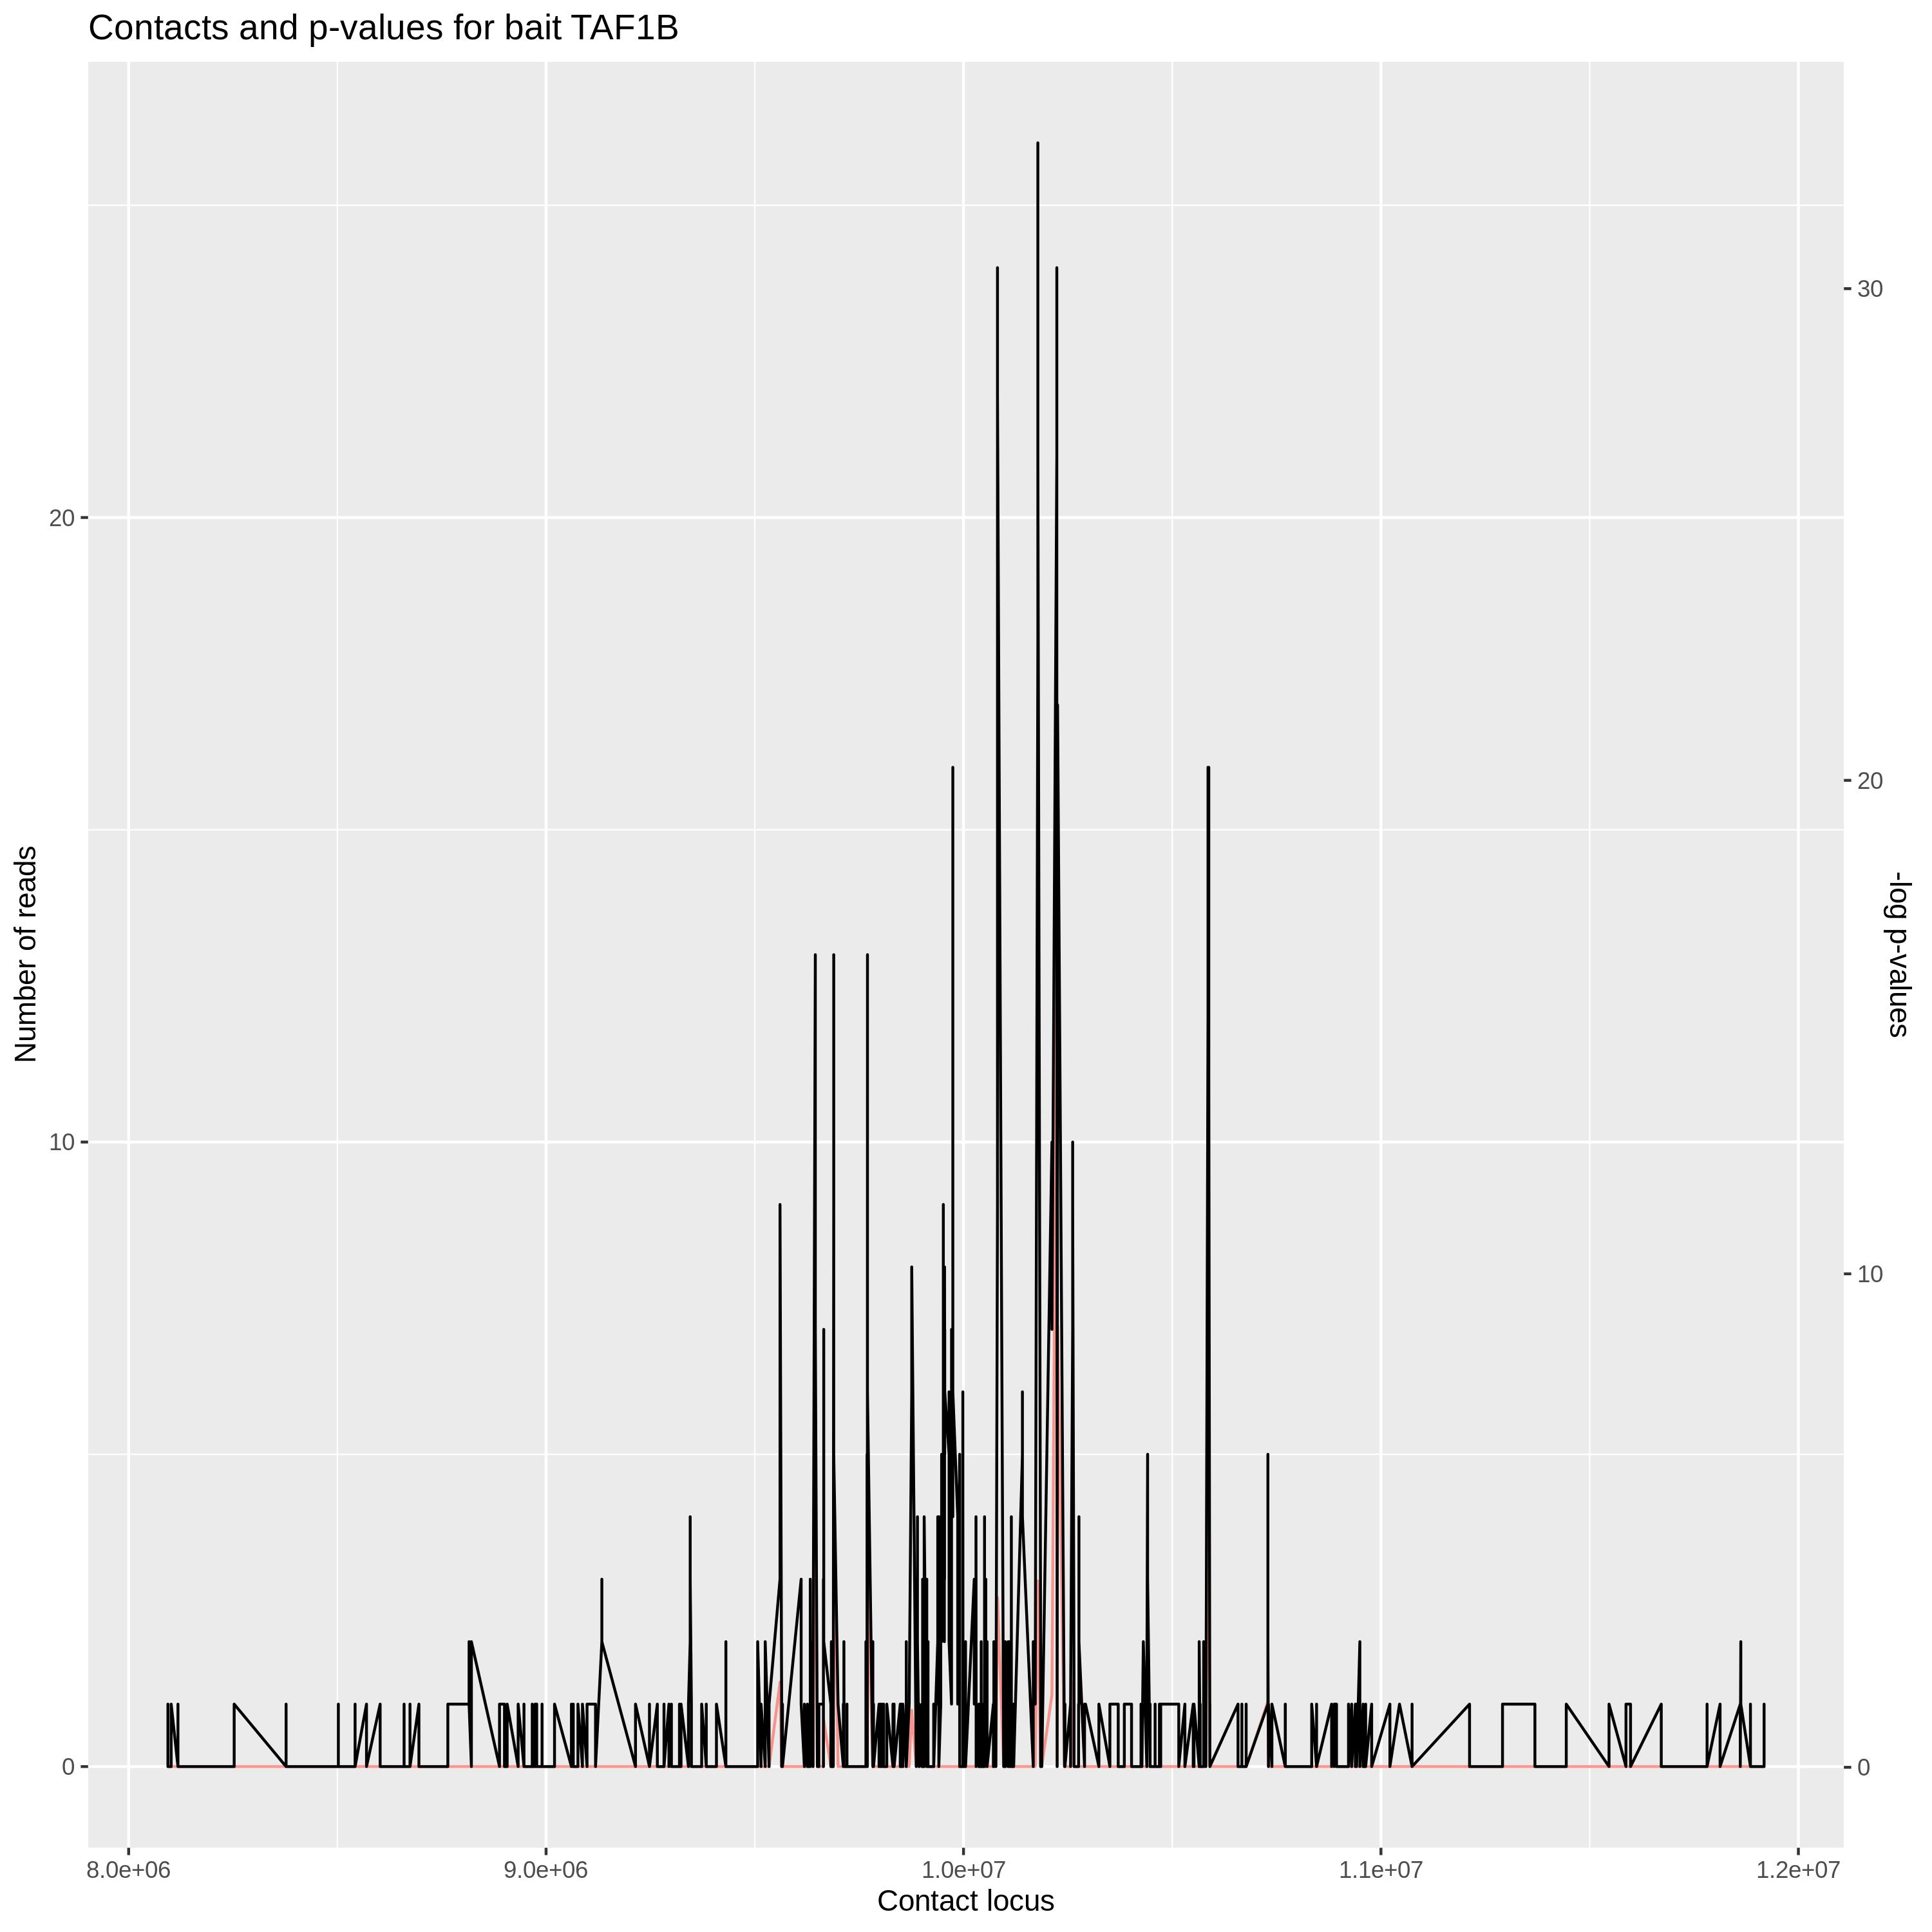 Contacts and p-values for bait TAF1B
Number of reads
20
10
0
30
20
10
0
-log p-values
8.0e+06
9.0e+06
1.0e+07
1.1e+07
1.2e+07
Contact locus